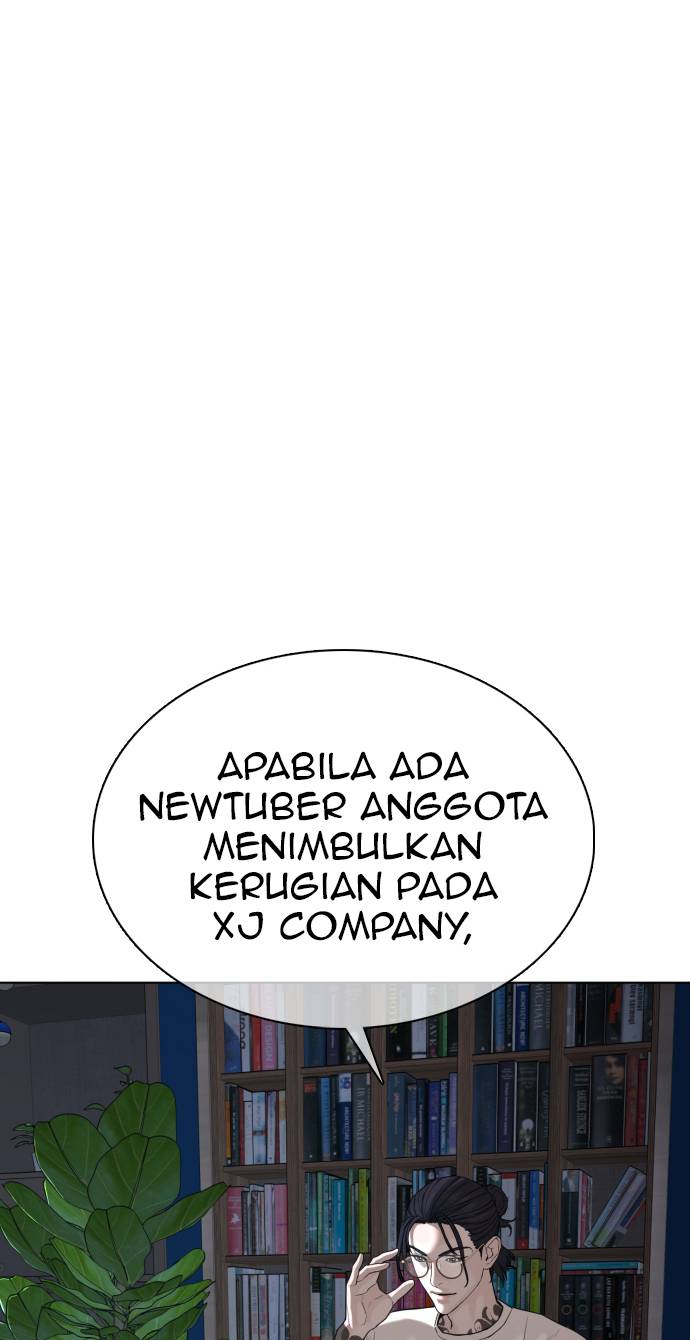 APABILA ADA
NEWTUBER ANGGOTA
MENIMBULKAN
KERUGIAN PADA
XJ COMPANY,